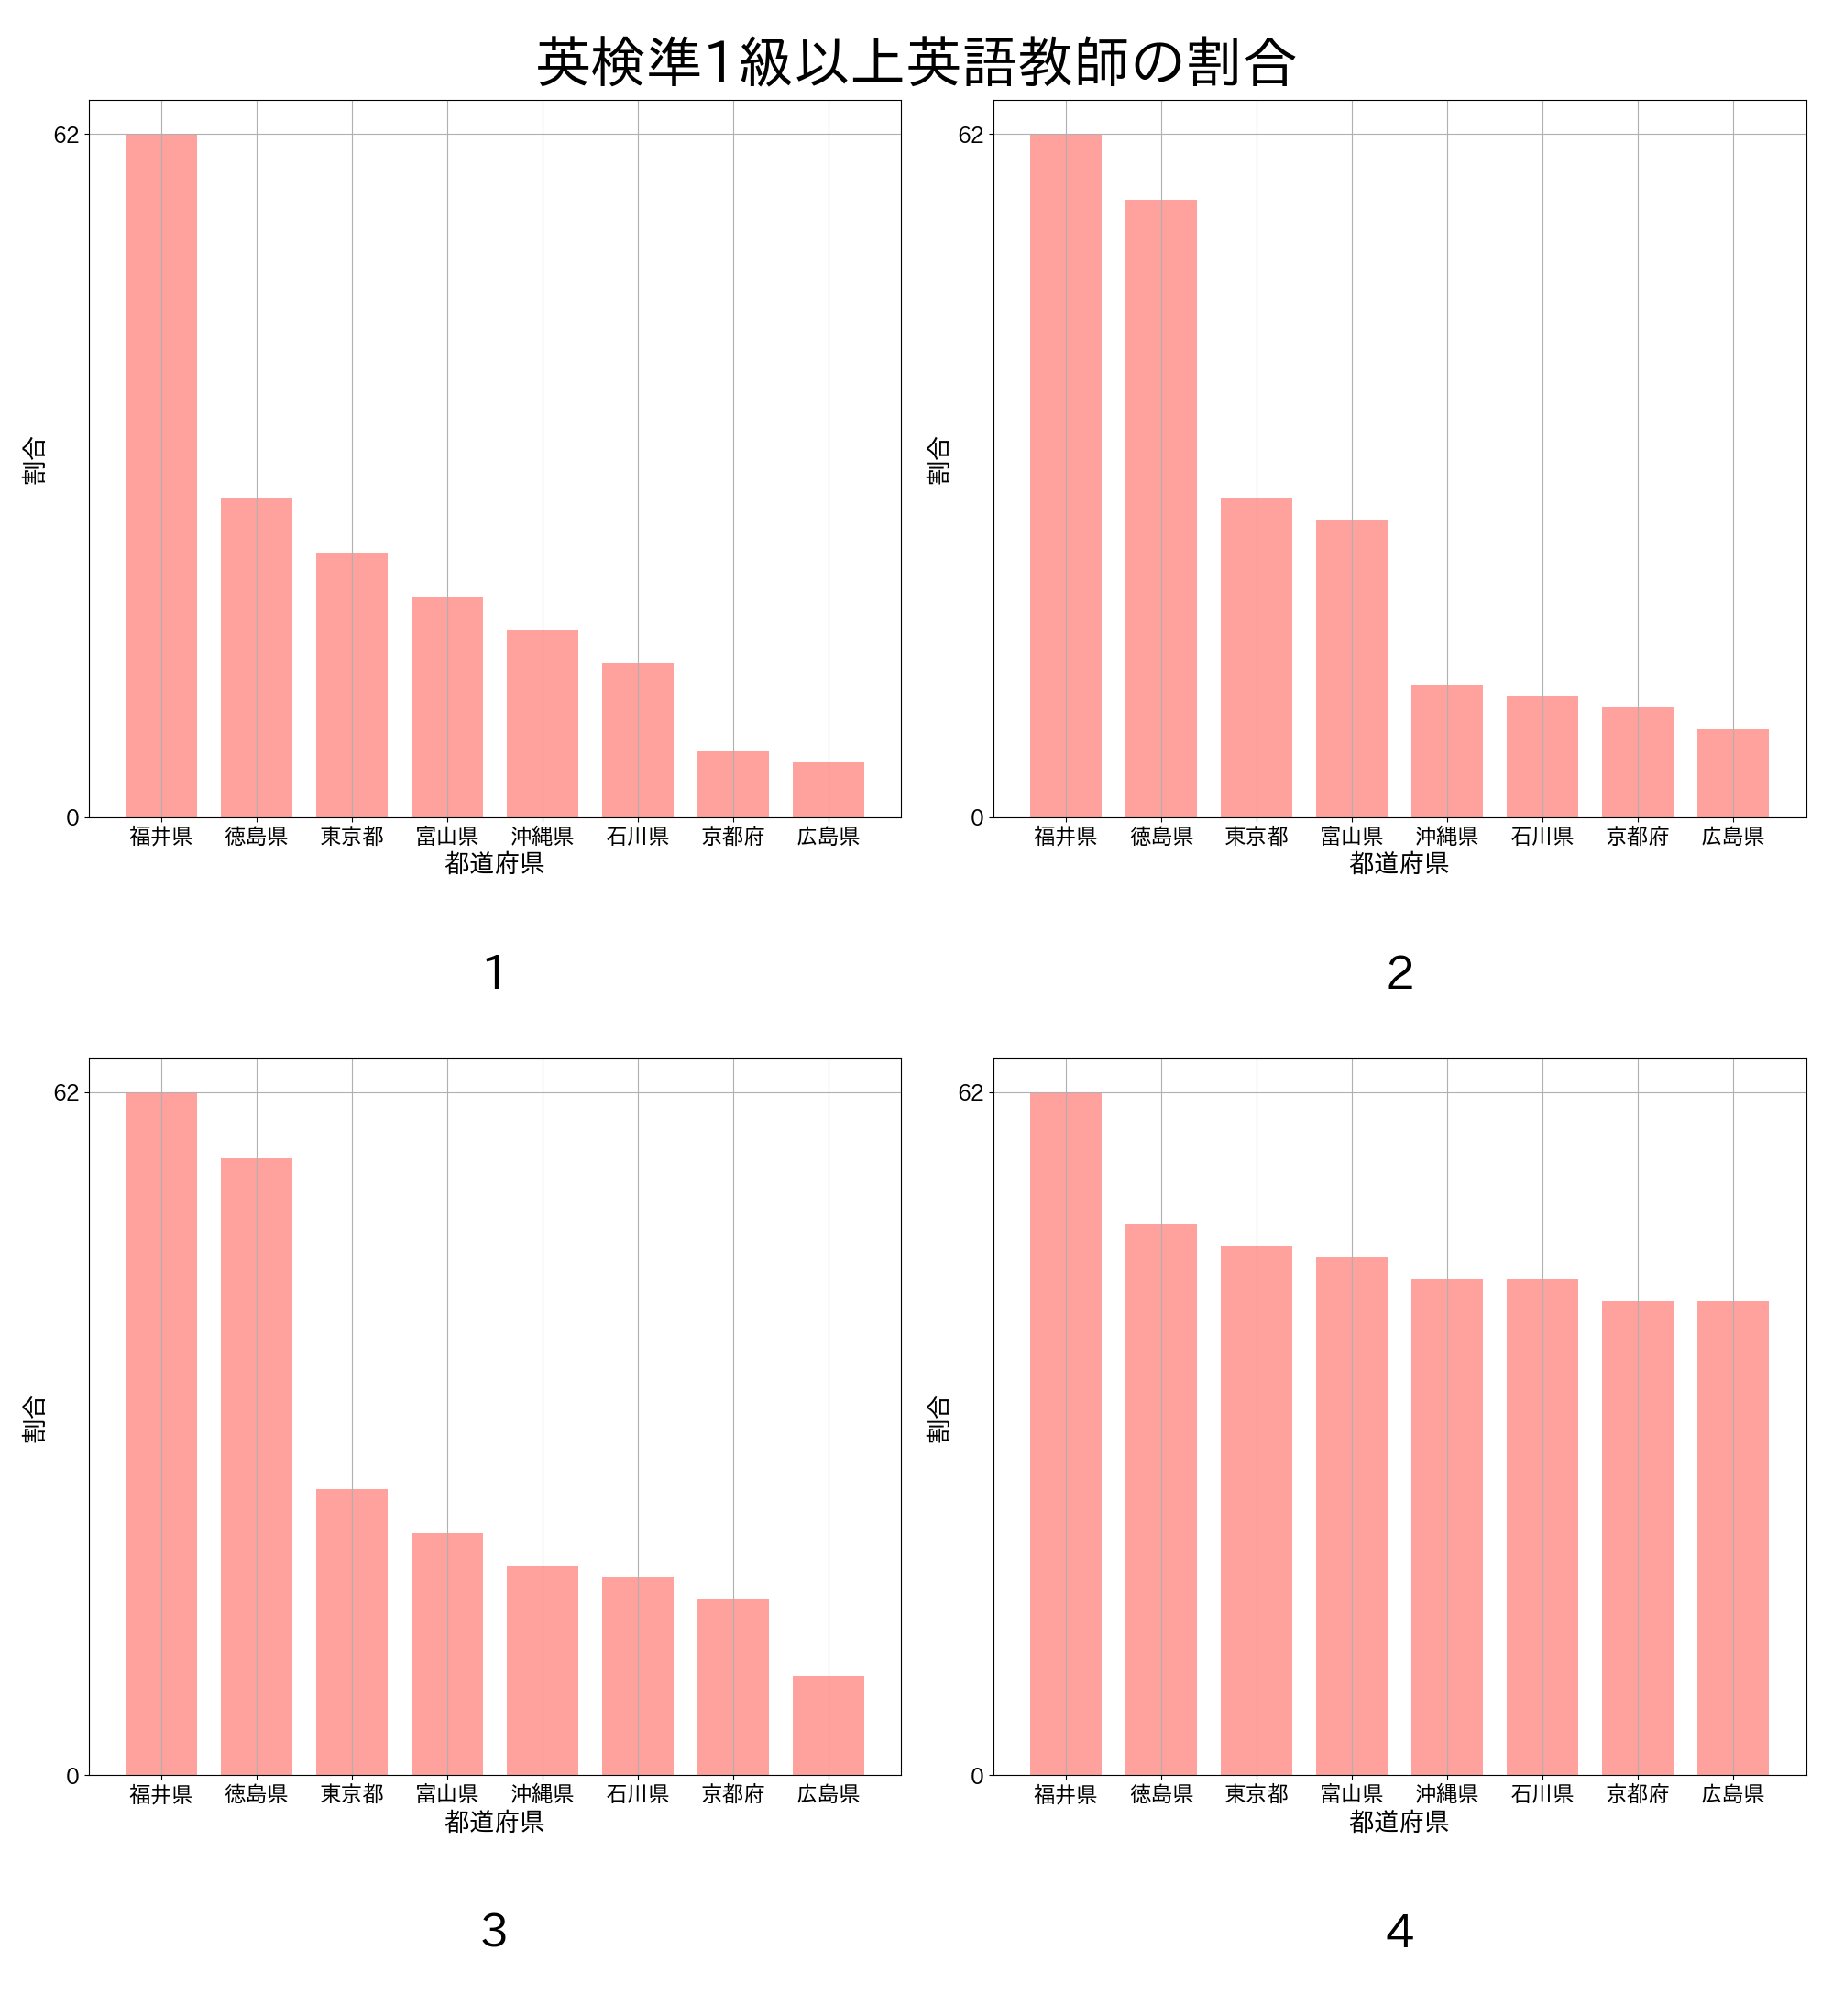 英検準1級以上英語教師の割合
62
0
割合
福井県 徳島県 東京都 富山県 沖縄県 石川県 京都府 広島県
都道府県
1
62
0
割合
福井県 徳島県 東京都 富山県 沖縄県 石川県 京都府 広島県
都道府県
2
62
0
割合
福井県 徳島県 東京都 富山県 沖縄県 石川県 京都府 広島県
都道府県
3
62
0
割合
福井県 徳島県 東京都 富山県 沖縄県 石川県 京都府 広島県
都道府県
4